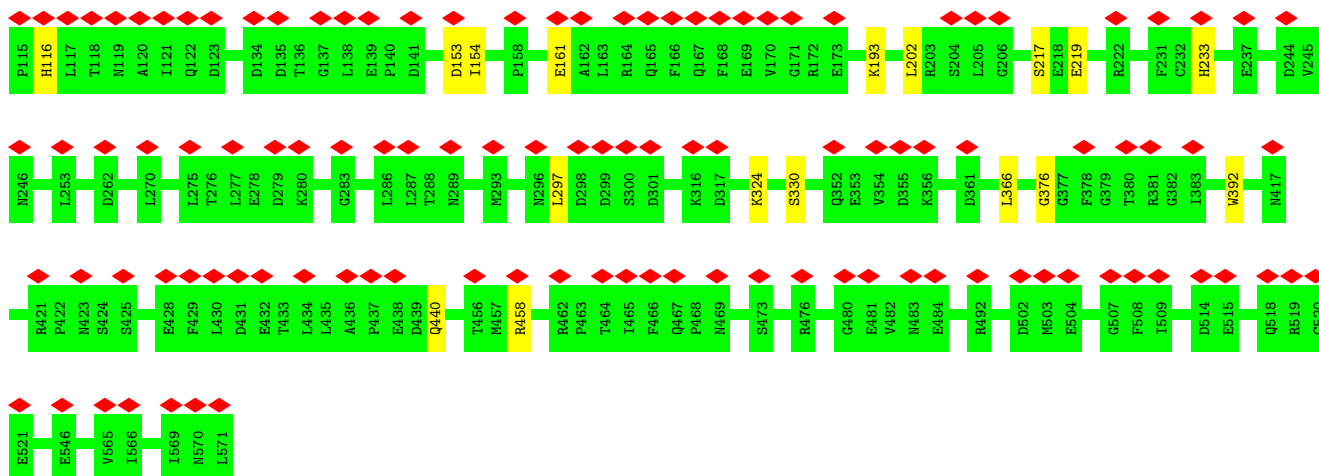 P115 H116 L117 T118 N119 A120 I121 Q122 D123 D134 D135 T136 G137 L138 E139 P140 D141 D153 I154 P158 E161 A162 L163 R164 Q165 F166 Q167 F168 E169 V170 G171 R172 E173 K193 L202 R203 S204 L205 G206 S217 E218 E219 R222 F231 C232 H233 E237 D244 V245
N246 L253 D262 L270 L275 T276 L277 E278 D279 K280 G283 L286 L287 T288 N289 M293 N296 L297 D298 D299 S300 D301 K316 D317 K324 S330 Q352 E353 V354 D355 K356 D361 L366 G376 G377 F378 G379 T380 R381 G382 I383 W392 N417
R421 P422 N423 S424 S425 E428 F429 L430 D431 E432 T433 L434 L435 A436 P437 E438 D439 Q440 T456 M457 R458 R462 P463 T464 I465 F466 Q467 P468 N469 S473 R476 G480 E481 V482 N483 E484 R492 D502 M503 E504 G507 F508 I509 D514 E515 Q518 R519 G520
E521 E546 V565 I566 I569 N570 L571